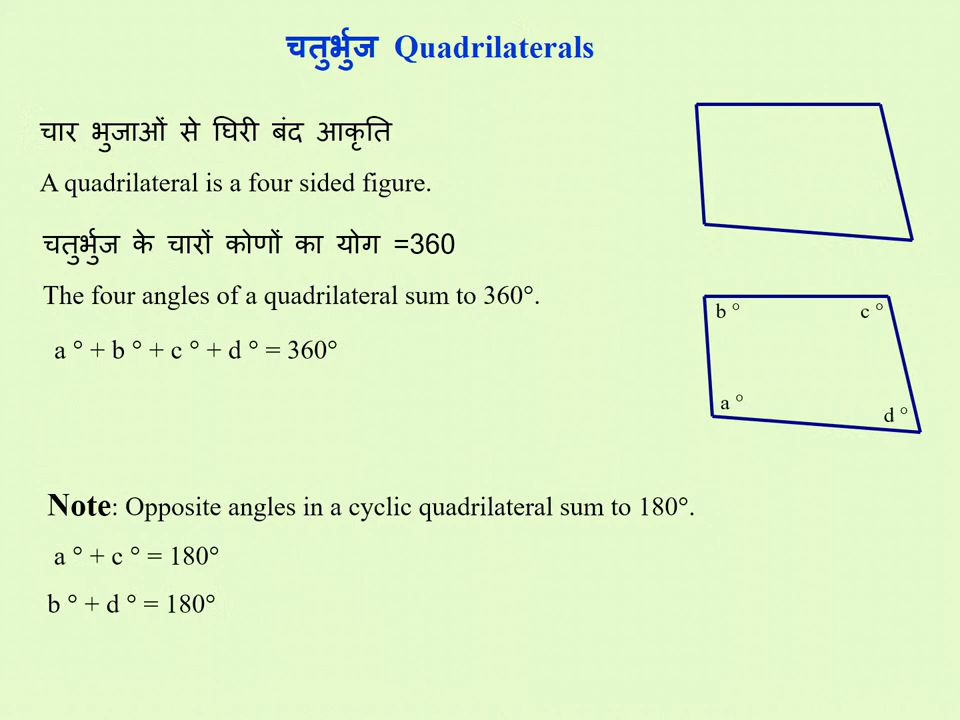 चतुर्भुज Quadrilaterals
चार भुजाओं से घिरी बंद आकृति
A quadrilateral is a four sided figure.
चतुर्भुज के चारों कोणों का योग =360
The four angles of a quadrilateral sum to 360°.
a ° + b ° + c ° + d ° = 360°
b ° c °
a ° d °
Note: Opposite angles in a cyclic quadrilateral sum to 180°.
a ° + c ° = 180°
b ° + d ° = 180°